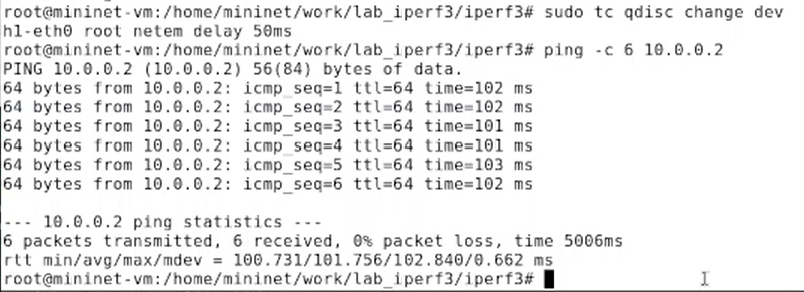 root@mininet-vm:/home/mininet/work/lab_iperf3/iperf3# sudo tc qdisc change dev
h1-eth0 root netem delay 50ms
root@mininet-vm:/home/mininet/work/lab_iperf3/iperf3# ping -c 6 10.0.0.2
PING 10.0.0.2 (10.0.0.2) 56(84) bytes of data.
64 bytes from 10.0.0.2: icmp_seq=1 ttl=64 time=102 ms
64 bytes from 10.0.0.2: icmp_seq=2 ttl=64 time=102 ms
64 bytes from 10.0.0.2: icmp_seq=3 ttl=64 time=101 ms
64 bytes from 10.0.0.2: icmp_seq=4 ttl=64 time=101 ms
64 bytes from 10.0.0.2: icmp_seq=5 ttl=64 time=103 ms
64 bytes from 10.0.0.2: icmp_seq=6 ttl=64 time=102 ms
--- 10.0.0.2 ping statistics ---
6 packets transmitted, 6 received, 0% packet loss, time 5006ms
rtt min/avg/max/mdev = 100.731/101.756/102.840/0.662 ms
root@mininet-vm:/home/mininet/work/lab_iperf3/iperf3#